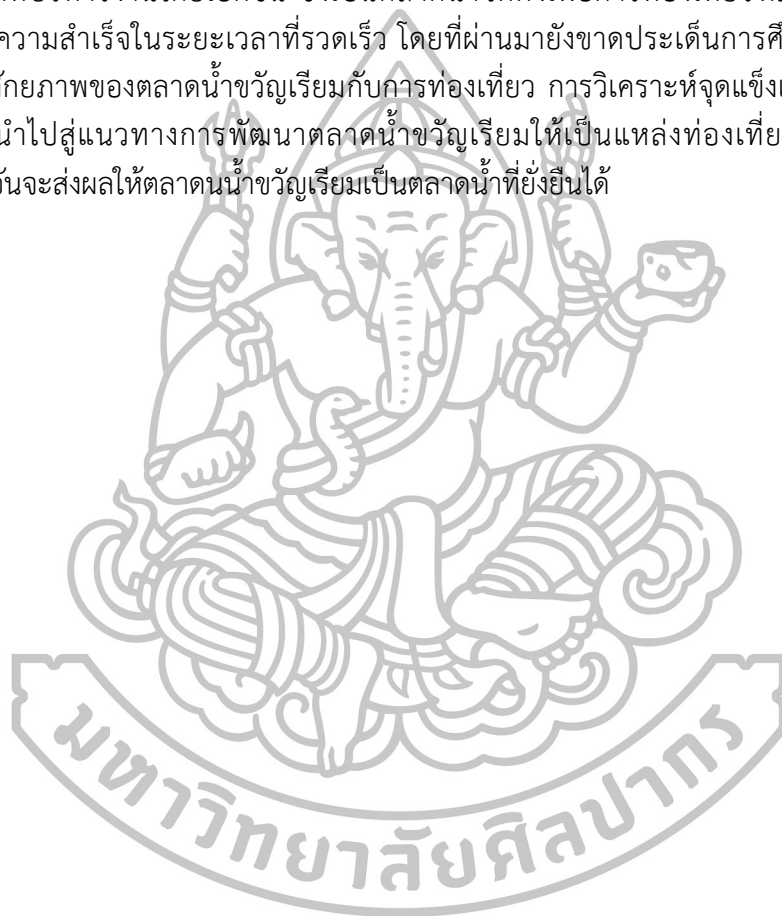 ความสำเร็จในระยะเวลาที่รวดเร็ว โดยที่ผ่านมายังขาดประเด็นการศึ
ักยภาพของตลาดน้ำขวัญเรียมกับการท่องเที่ยว การวิเคราะห์จุดแข็ง
นำไปสู่แนวทางการพัฒนาตลาดน้ำขวัญเรียมให้เป็นแหล่งท่องเที่ย
ันจะส่งผลให้ตลาดนน้ำขวัญเรียมเป็นตลาดน้ำที่ยั่งยืนได้
มหาวิทยาลัยศิลปากร